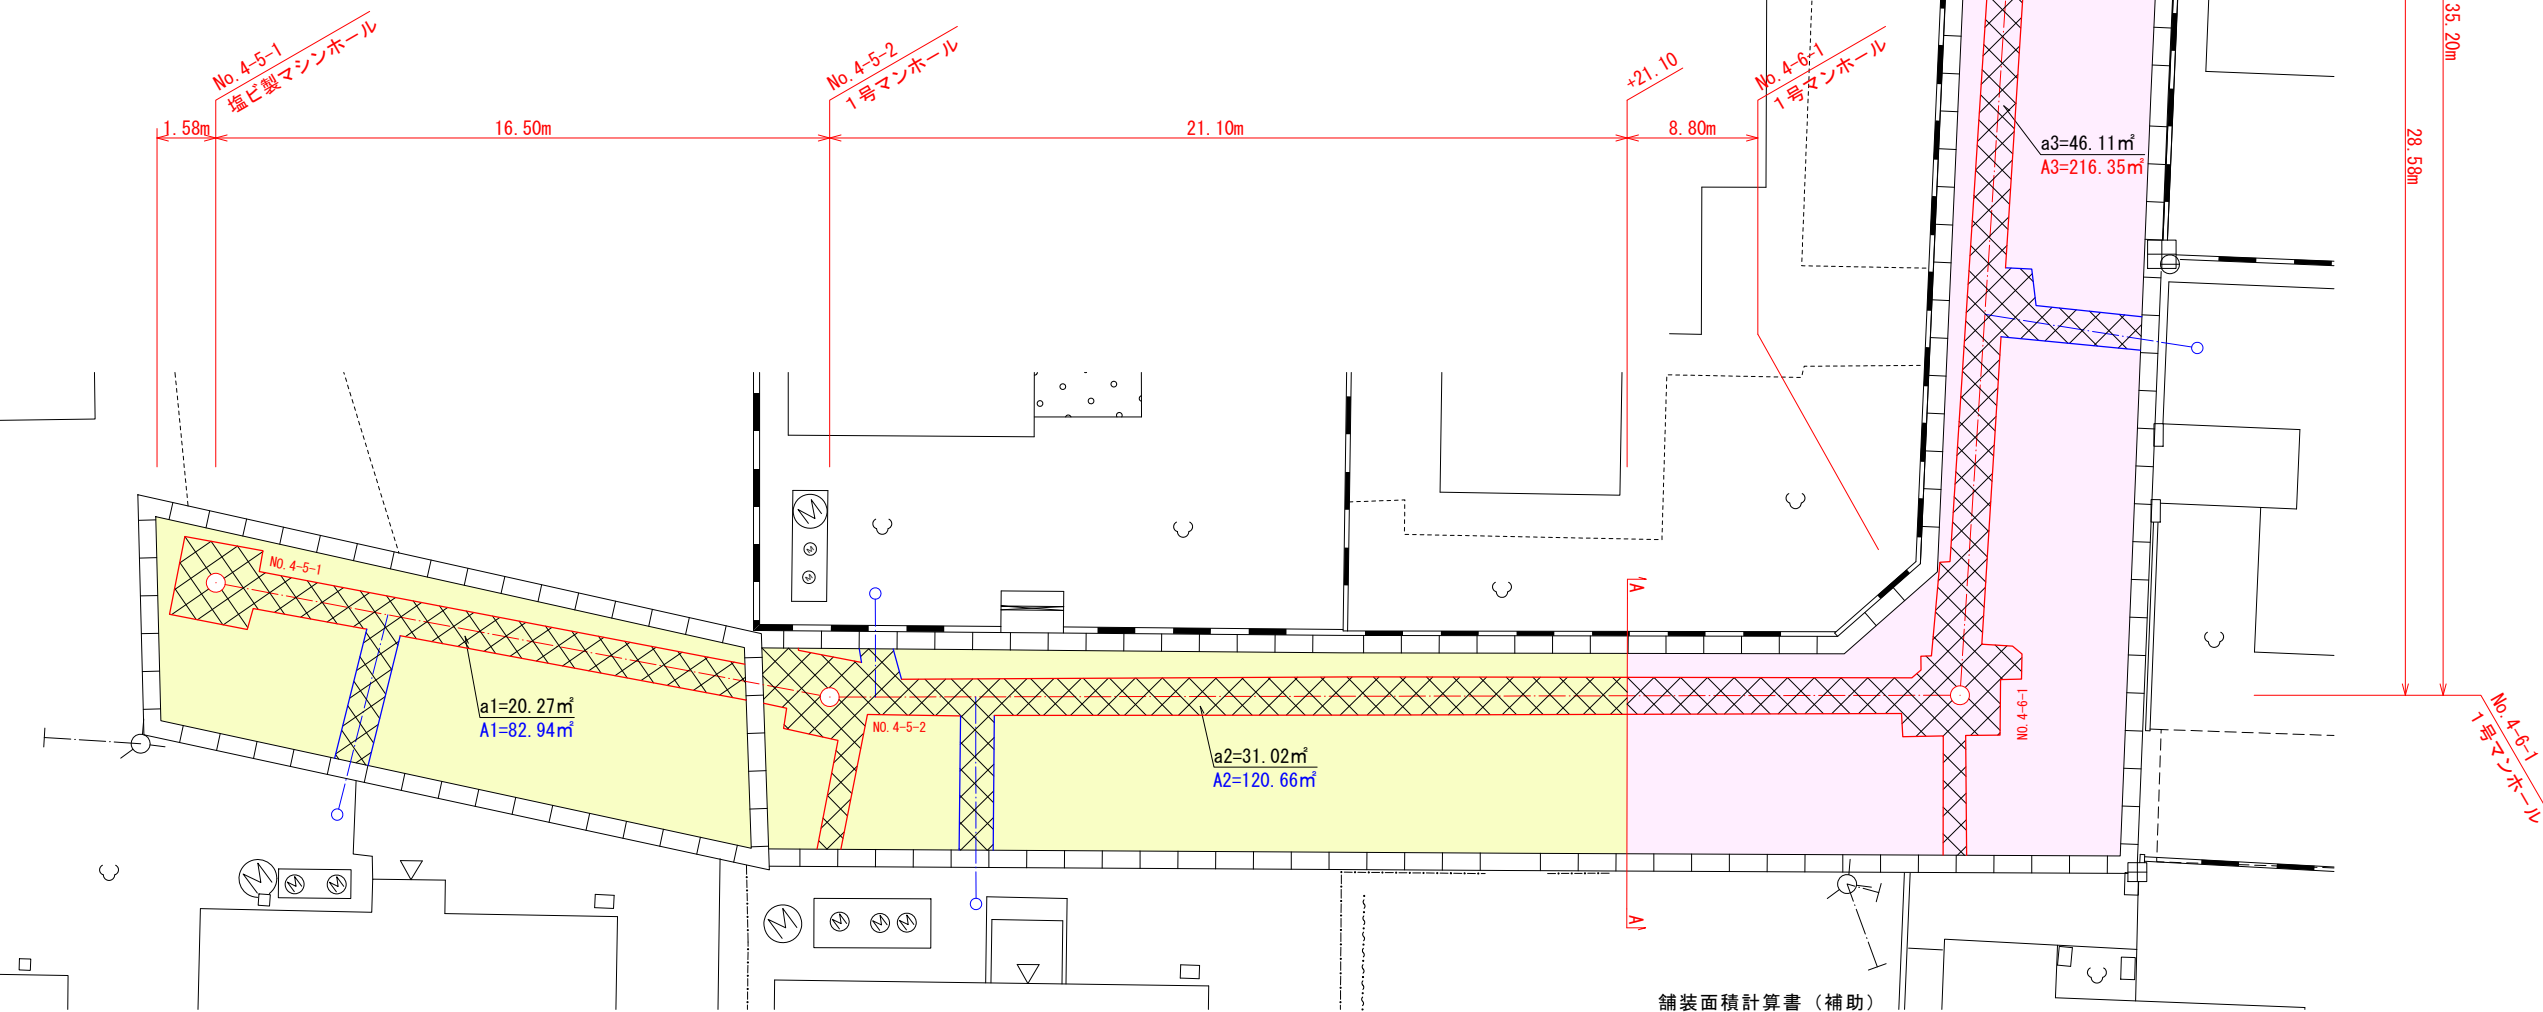 No.4-5-1
塩ビ製マシンホール
No.4-5-2
1号マンホール
+21.10
No.4-6-1
1号マンホール
1.58m
16.50m
21.10m
8.80m
35.20m
28.58m
a3=46.11㎡
A3=216.35㎡
NO.4-5-1
a1=20.27㎡
A1=82.94㎡
NO.4-5-2
a2=31.02㎡
A2=120.66㎡
A
A
NO.4-6-1
No.4-6-1
1号マンホール
M
M
M
M
M
M
M
M
M
M
舗装面積計算書（補助）